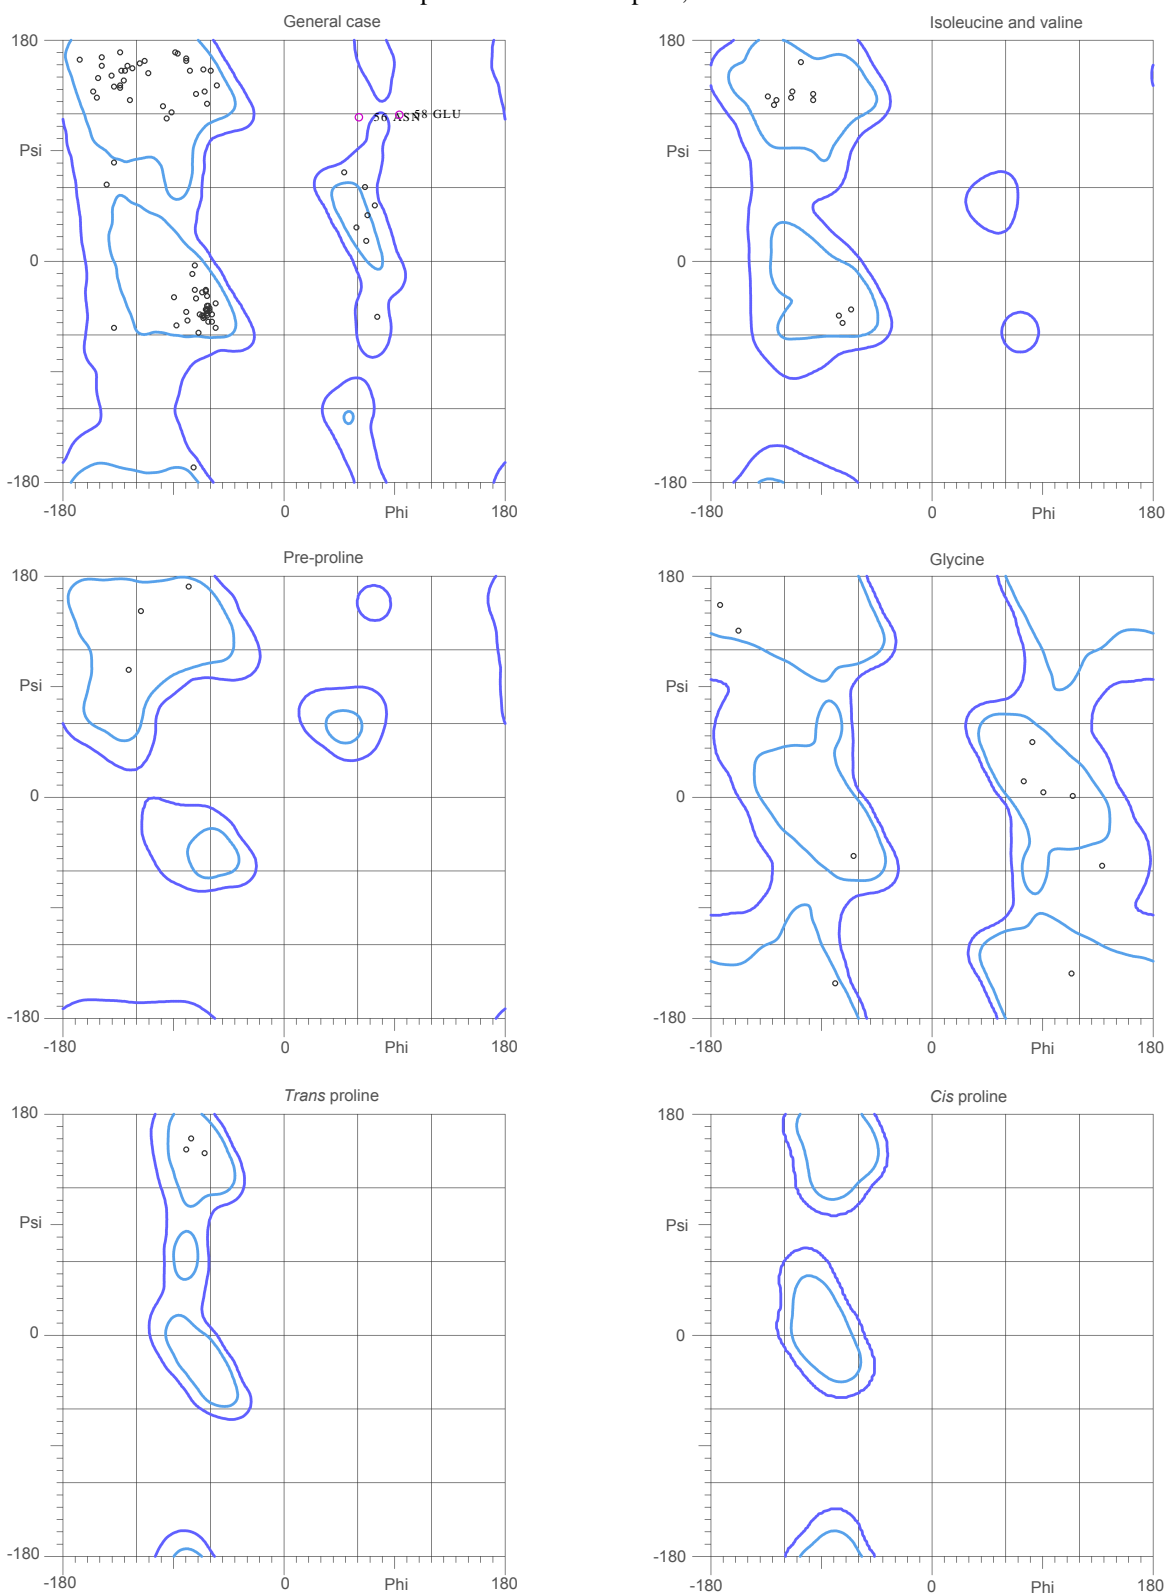 General case
Isoleucine and valine
180
180
56 ASN
58 GLU
Psi
Psi
0
0
-180
-180
-180
0
Phi
180
-180
0
Phi
180
Pre-proline
Glycine
180
180
Psi
Psi
0
0
-180
-180
-180
0
Phi
180
-180
0
Phi
180
Trans proline
Cis proline
180
180
Psi
Psi
0
0
-180
-180
-180
0
Phi
180
-180
0
Phi
180